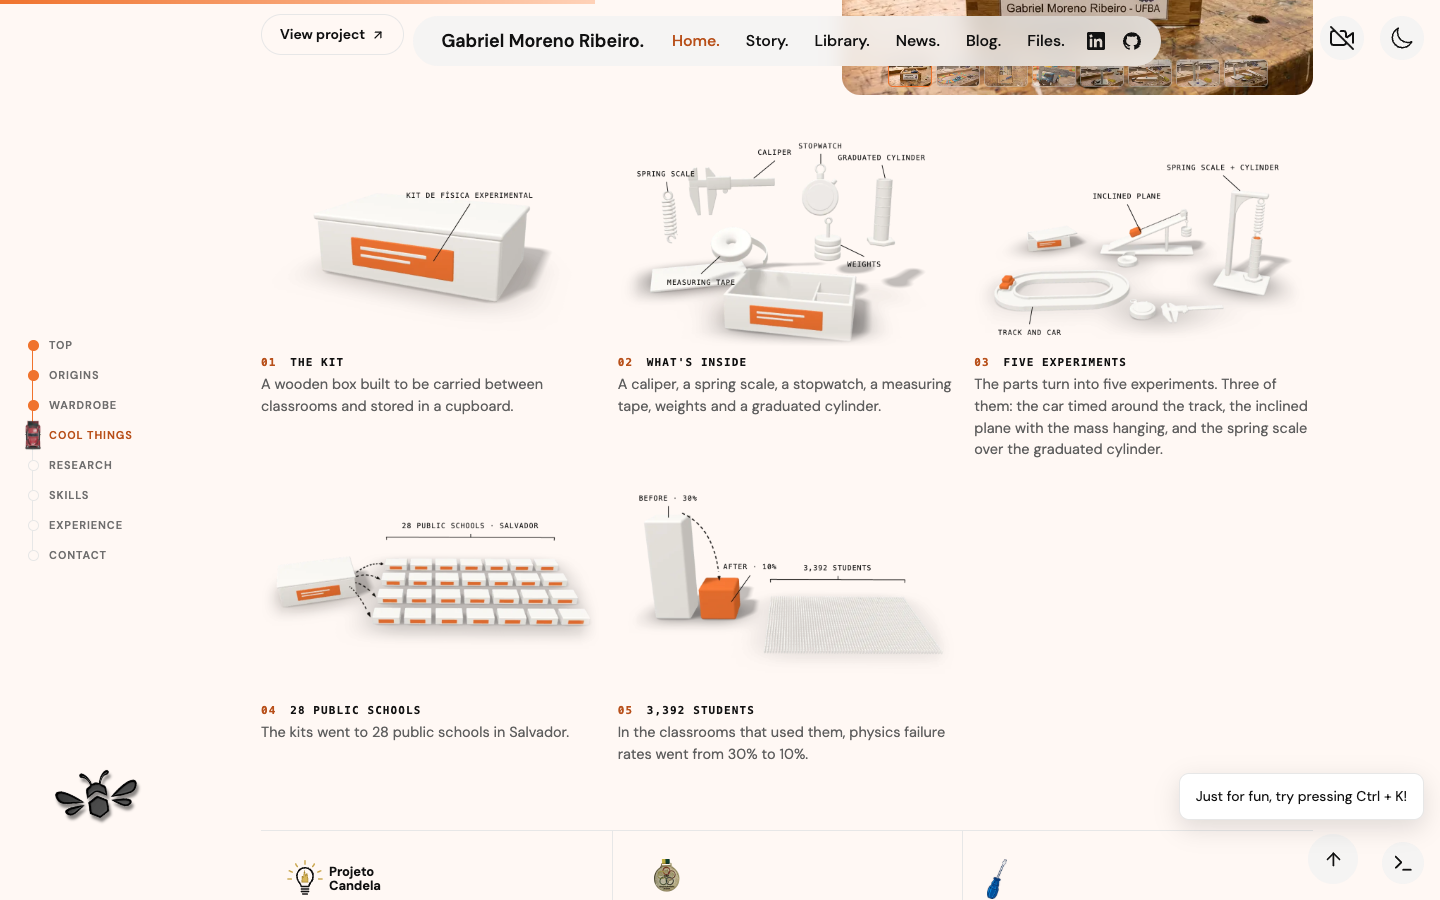 View project
Gabriel Moreno Ribeiro.
Home.
Story.
Library.
News.
Blog.
Files.
Gabriel Moreno Ribeiro - UFBA
KIT DE FÍSICA EXPERIMENTAL
SPRING SCALE
CALIPER
STOPWATCH
GRADUATED CYLINDER
WEIGHTS
MEASURING TAPE
SPRING SCALE + CYLINDER
INCLINED PLANE
TRACK AND CAR
01 THE KIT
A wooden box built to be carried between
classrooms and stored in a cupboard.
02 WHAT'S INSIDE
A caliper, a spring scale, a stopwatch, a measuring
tape, weights and a graduated cylinder.
03 FIVE EXPERIMENTS
The parts turn into five experiments. Three of
them: the car timed around the track, the inclined
plane with the mass hanging, and the spring scale
over the graduated cylinder.
TOP
ORIGINS
WARDROBE
COOL THINGS
RESEARCH
SKILLS
EXPERIENCE
CONTACT
28 PUBLIC SCHOOLS · SALVADOR
BEFORE · 30%
AFTER · 10%
3,392 STUDENTS
04 28 PUBLIC SCHOOLS
The kits went to 28 public schools in Salvador.
05 3,392 STUDENTS
In the classrooms that used them, physics failure
rates went from 30% to 10%.
Just for fun, try pressing Ctrl + K!
Projeto
Candela